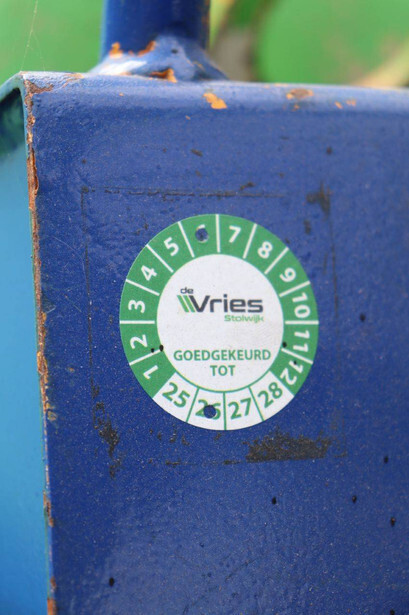 1 2 3 4 5 7 8 9 10 11 12
de
Vries
Stolwijk
GOEDGEKEURD
TOT
25 26 27 28